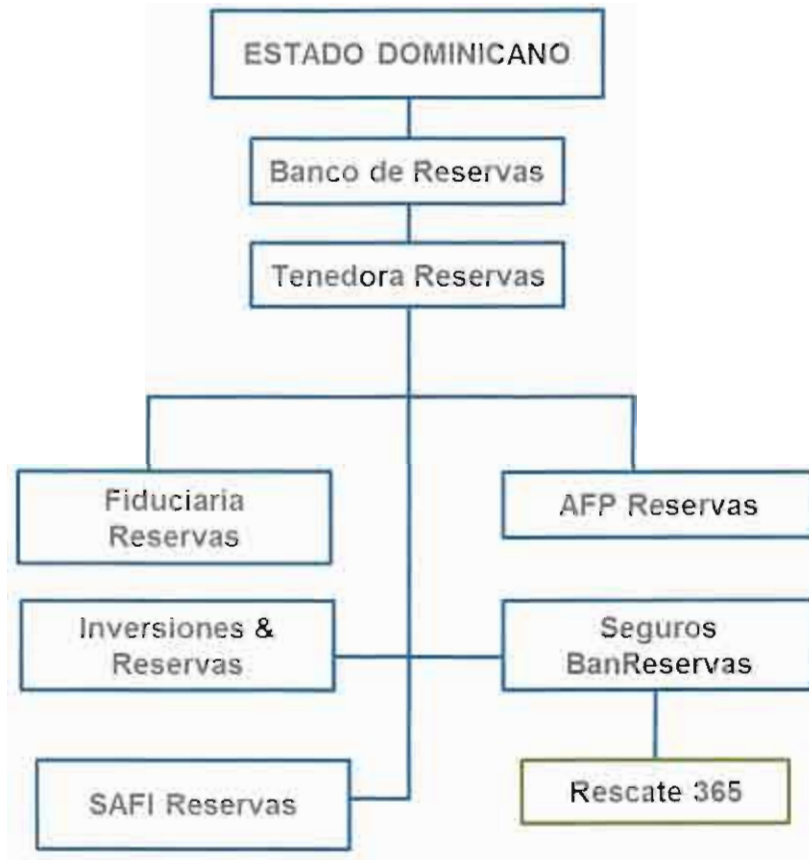 ESTADO DOMINICANO
Banco de Reservas
Tenedora Reservas
Fiduciaria
Reservas
AFP Reservas
Inversiones &
Reservas
Seguros
BanReservas
SAFI Reservas
Rescate 365